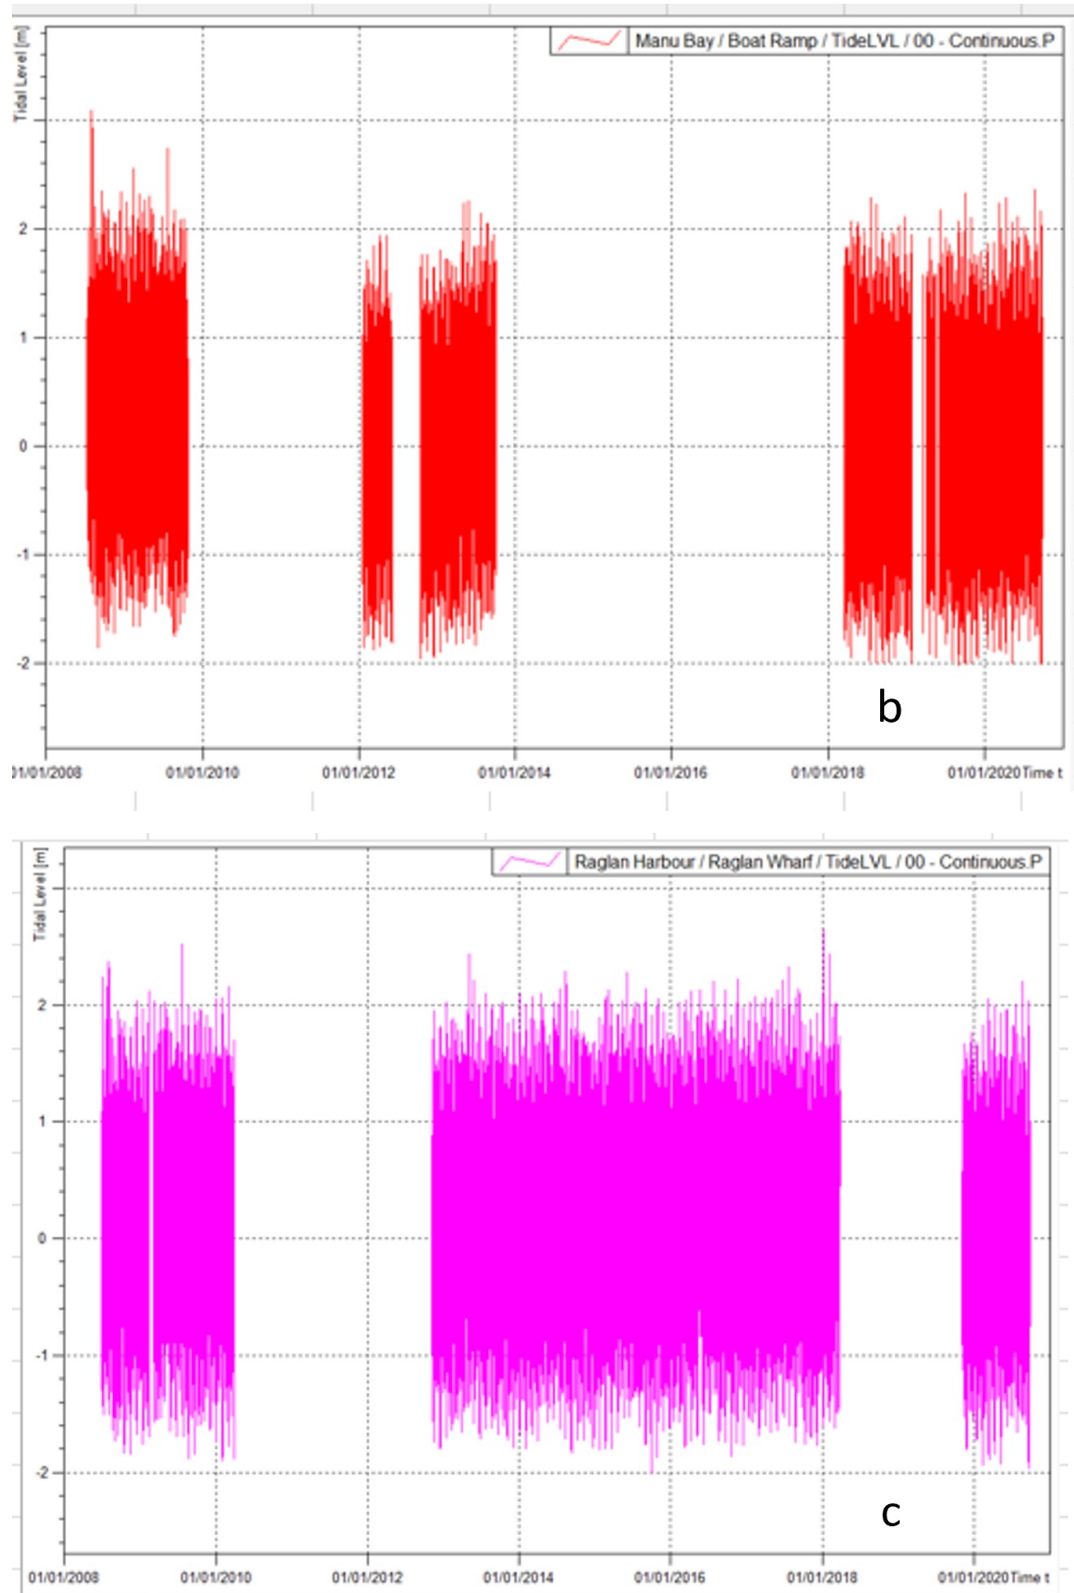 Tidal Level [m]
Manu Bay / Boat Ramp / TideLVL / 00 - Continuous.P
2
1
0
-1
-2
b
01/01/2008 01/01/2010 01/01/2012 01/01/2014 01/01/2016 01/01/2018 01/01/2020 Time t
Tidal Level [m]
Raglan Harbour / Raglan Wharf / TideLVL / 00 - Continuous.P
2
1
0
-1
-2
c
01/01/2008 01/01/2010 01/01/2012 01/01/2014 01/01/2016 01/01/2018 01/01/2020 Time t